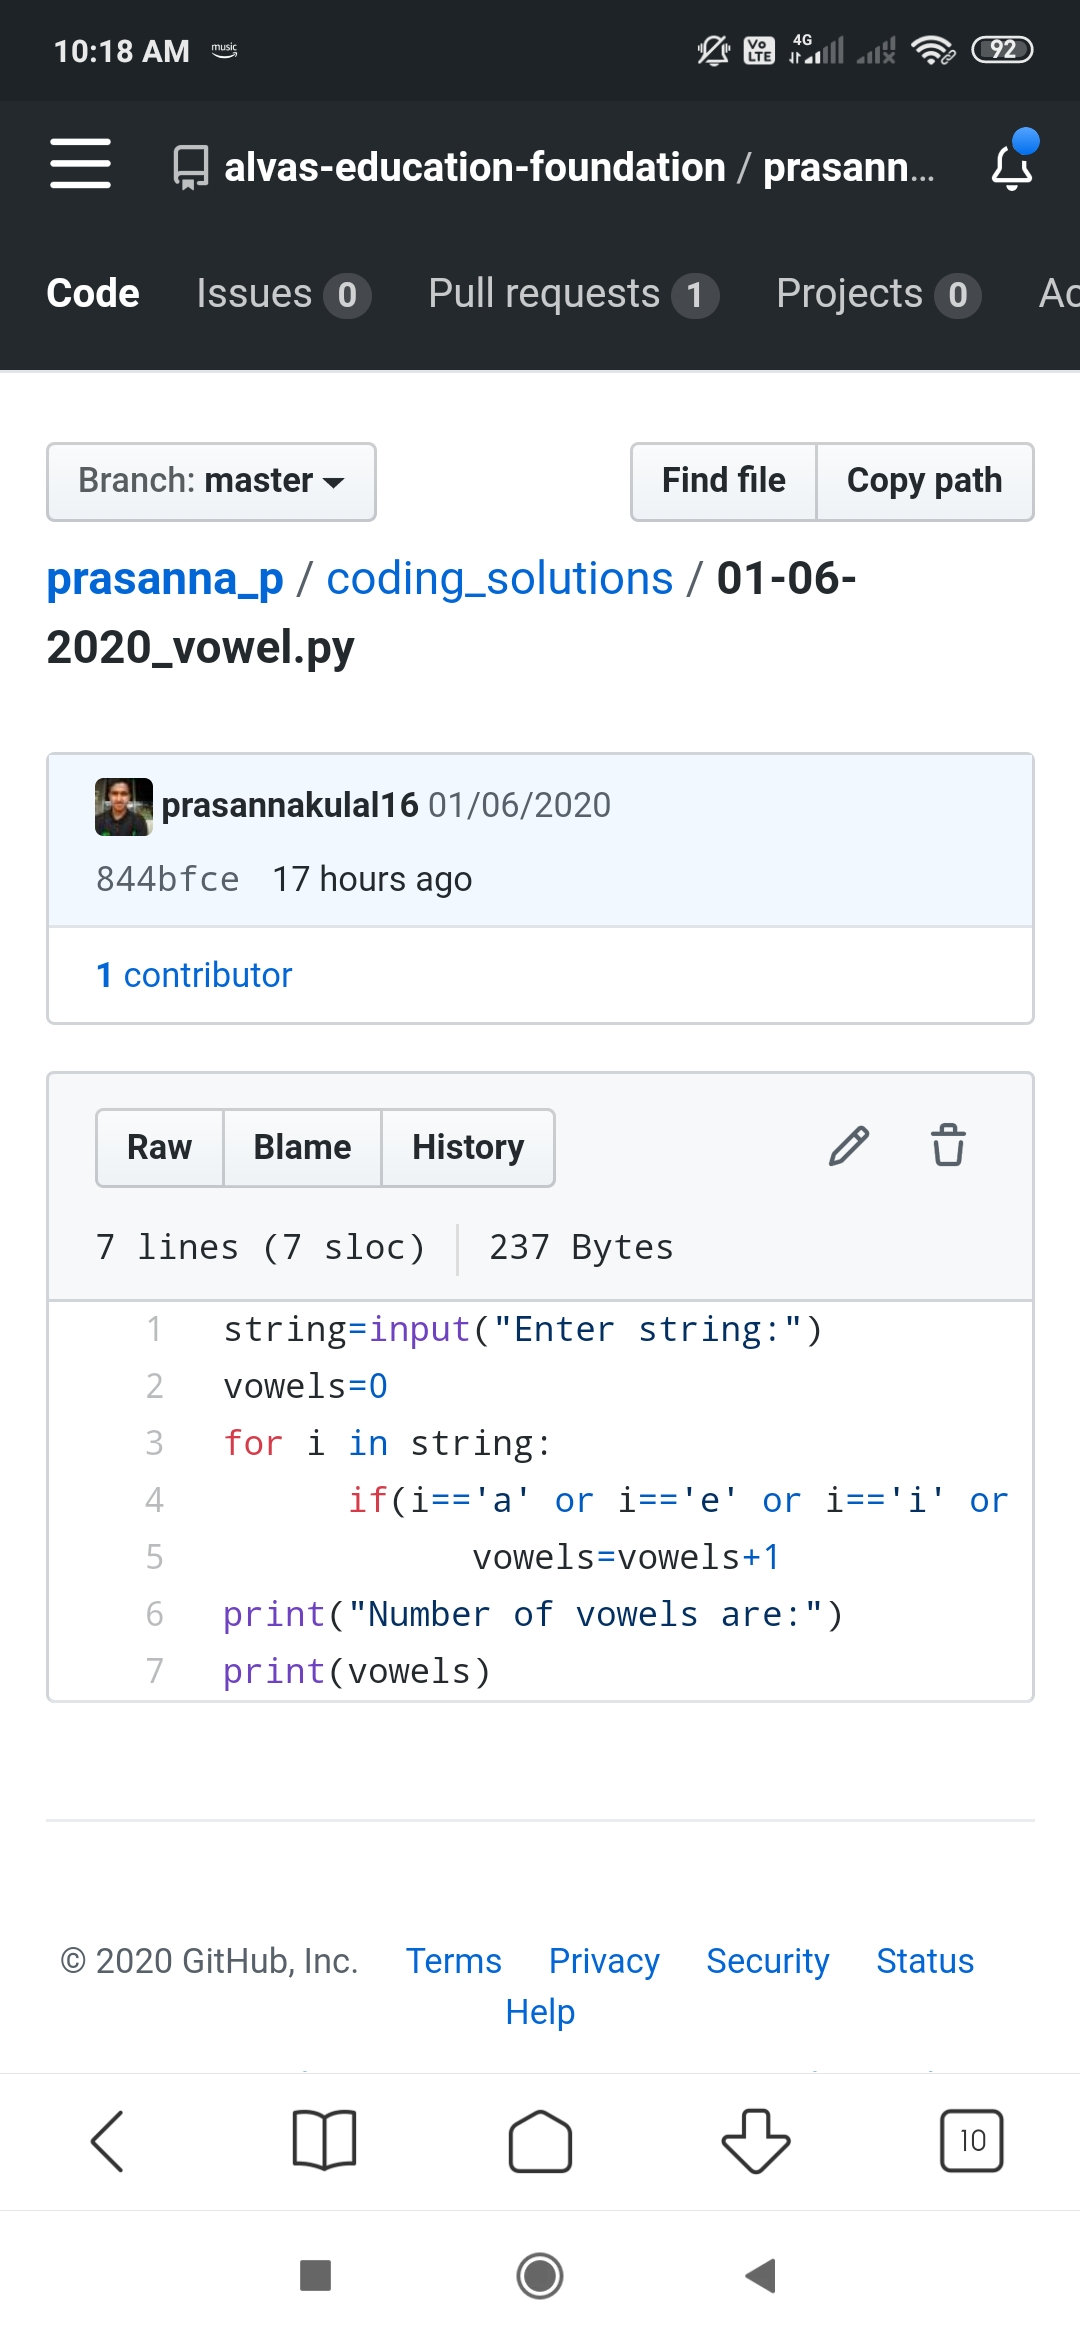 10:18 AM music Vo LTE 4G 92
alvas-education-foundation / prasann...
Code Issues 0 Pull requests 1 Projects 0 Ac
Branch: master Find file Copy path
prasanna_p / coding_solutions / 01-06-
2020_vowel.py
prasannakulal16 01/06/2020
844bfce 17 hours ago
1 contributor
Raw Blame History
7 lines (7 sloc) 237 Bytes
1 string=input("Enter string:")
2 vowels=0
3 for i in string:
4 if(i=='a' or i=='e' or i=='i' or
5 vowels=vowels+1
6 print("Number of vowels are:")
7 print(vowels)
© 2020 GitHub, Inc. Terms Privacy Security Status
Help
10